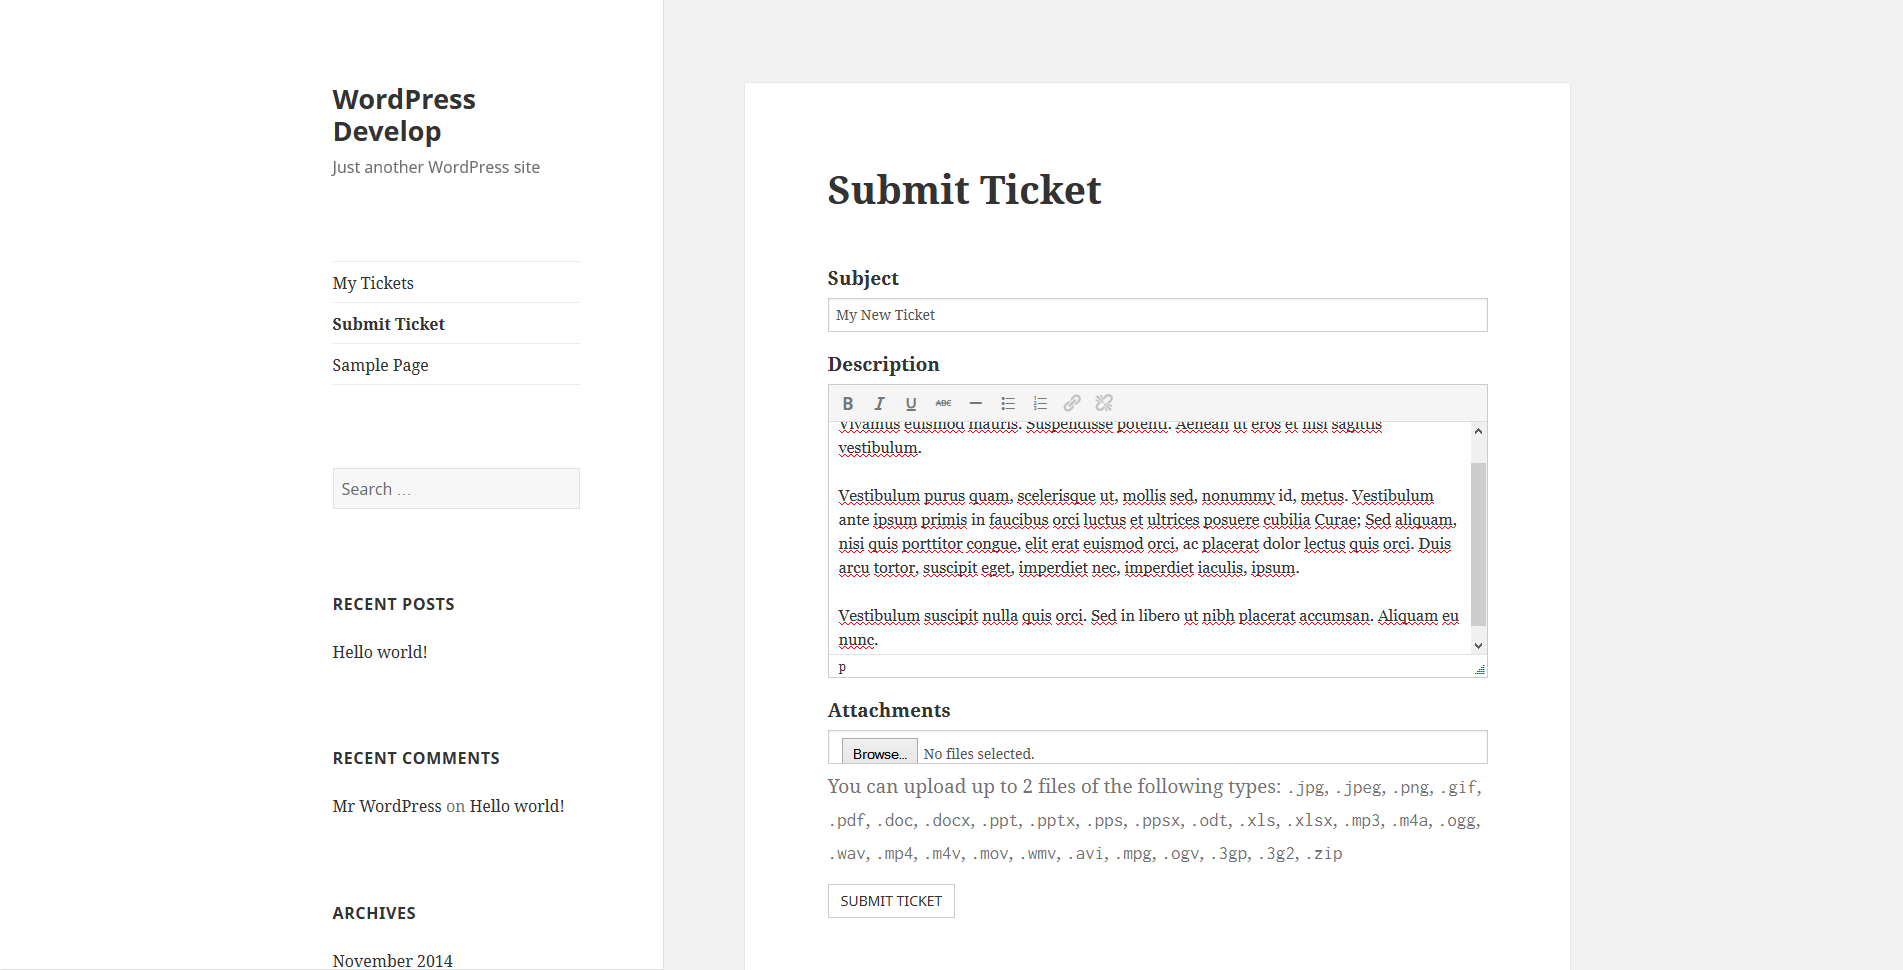 WordPress
Develop
Just another WordPress site
My Tickets
Submit Ticket
Sample Page
Search …
RECENT POSTS
Hello world!
RECENT COMMENTS
Mr WordPress on Hello world!
ARCHIVES
November 2014
Submit Ticket
Subject
My New Ticket
Description
B I U ABC
Vivamus euismod mauris. Suspendisse potenti. Aenean ut eros et nisl sagittis
vestibulum.
Vestibulum purus quam, scelerisque ut, mollis sed, nonummy id, metus. Vestibulum
ante ipsum primis in faucibus orci luctus et ultrices posuere cubilia Curae; Sed aliquam,
nisi quis porttitor congue, elit erat euismod orci, ac placerat dolor lectus quis orci. Duis
arcu tortor, suscipit eget, imperdiet nec, imperdiet iaculis, ipsum.
Vestibulum suscipit nulla quis orci. Sed in libero ut nibh placerat accumsan. Aliquam eu
nunc.
p
Attachments
Browse... No files selected.
You can upload up to 2 files of the following types: .jpg, .jpeg, .png, .gif,
.pdf, .doc, .docx, .ppt, .pptx, .pps, .ppsx, .odt, .xls, .xlsx, .mp3, .m4a, .ogg,
.wav, .mp4, .m4v, .mov, .wmv, .avi, .mpg, .ogv, .3gp, .3g2, .zip
SUBMIT TICKET